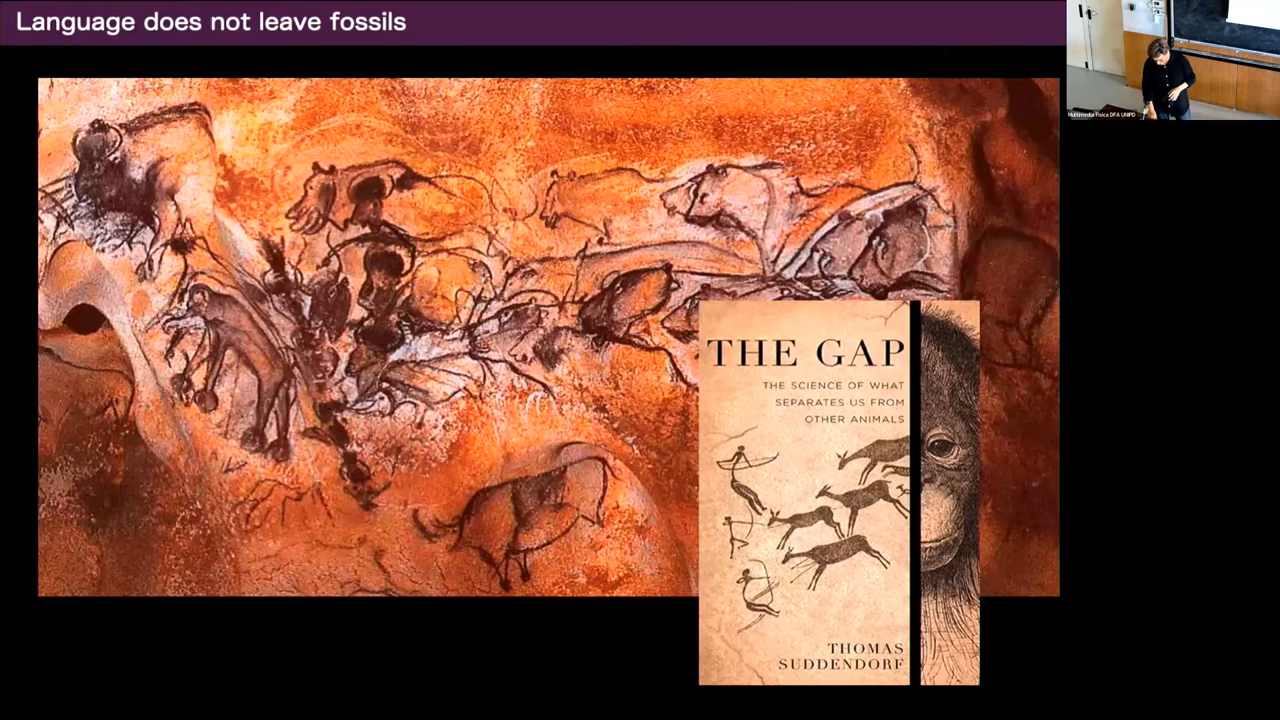 Language does not leave fossils
Multimedia Fisica DFA UNIPD
THE GAP
THE SCIENCE OF WHAT
SEPARATES US FROM
OTHER ANIMALS
THOMAS
SUDDENDORF